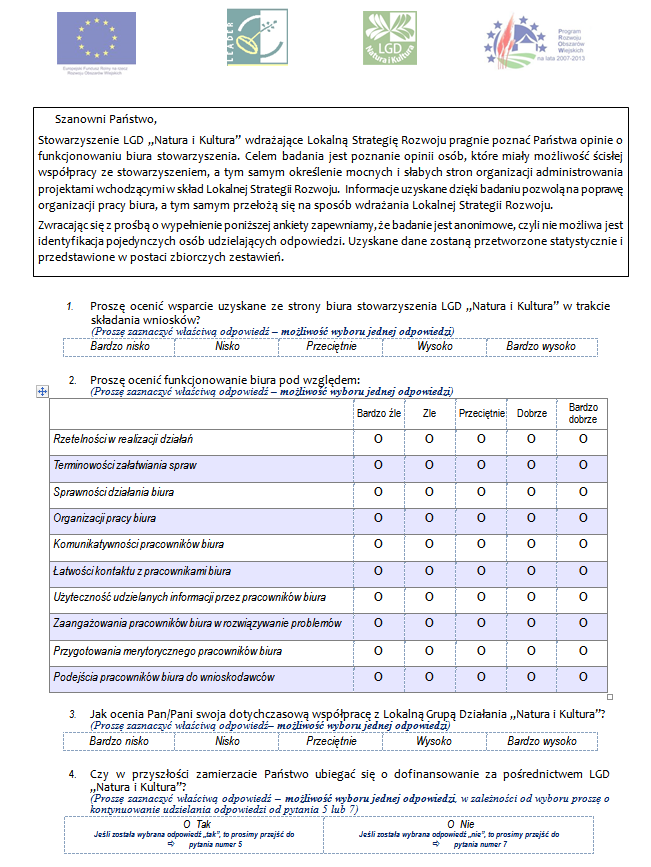 Europejski Fundusz Rolny na rzecz
Rozwoju Obszarów Wiejskich
LEADER
LGD
Natura i Kultura
Program
Rozwoju
Obszarów
Wiejskich
na lata 2007-2013
Szanowni Państwo,
Stowarzyszenie LGD „Natura i Kultura” wdrażające Lokalną Strategię Rozwoju pragnie poznać Państwa opinie o
funkcjonowaniu biura stowarzyszenia. Celem badania jest poznanie opinii osób, które miały możliwość ścisłej
współpracy ze stowarzyszeniem, a tym samym określenie mocnych i słabych stron organizacji administrowania
projektami wchodzącymi w skład Lokalnej Strategii Rozwoju. Informacje uzyskane dzięki badaniu pozwolą na poprawę
organizacji pracy biura, a tym samym przełożą się na sposób wdrażania Lokalnej Strategii Rozwoju.
Zwracając się z prośbą o wypełnienie poniższej ankiety zapewniamy, że badanie jest anonimowe, czyli nie możliwa jest
identyfikacja pojedynczych osób udzielających odpowiedzi. Uzyskane dane zostaną przetworzone statystycznie i
przedstawione w postaci zbiorczych zestawień.
1. Proszę ocenić wsparcie uzyskane ze strony biura stowarzyszenia LGD „Natura i Kultura” w trakcie
składania wniosków?
(Proszę zaznaczyć właściwą odpowiedź – możliwość wyboru jednej odpowiedzi)
Bardzo nisko Nisko Przeciętnie Wysoko Bardzo wysoko
2. Proszę ocenić funkcjonowanie biura pod względem:
(Proszę zaznaczyć właściwą odpowiedź – możliwość wyboru jednej odpowiedzi)
Bardzo źle Zle Przeciętnie Dobrze Bardzo
dobrze
Rzetelności w realizacji działań O O O O O
Terminowości załatwiania spraw O O O O O
Sprawności działania biura O O O O O
Organizacji pracy biura O O O O O
Komunikatywności pracowników biura O O O O O
Łatwości kontaktu z pracownikami biura O O O O O
Użyteczność udzielanych informacji przez pracowników biura O O O O O
Zaangażowania pracowników biura w rozwiązywanie problemów O O O O O
Przygotowania merytorycznego pracowników biura O O O O O
Podejścia pracowników biura do wnioskodawców O O O O O
3. Jak ocenia Pan/Pani swoja dotychczasową współpracę z Lokalną Grupą Działania „Natura i Kultura”?
(Proszę zaznaczyć właściwą odpowiedź– możliwość wyboru jednej odpowiedzi)
Bardzo nisko Nisko Przeciętnie Wysoko Bardzo wysoko
4. Czy w przyszłości zamierzacie Państwo ubiegać się o dofinansowanie za pośrednictwem LGD
„Natura i Kultura”?
(Proszę zaznaczyć właściwą odpowiedź – możliwość wyboru jednej odpowiedzi, w zależności od wyboru proszę o
kontynuowanie udzielania odpowiedzi od pytania 5 lub 7)
O Tak O Nie
Jeśli została wybrana odpowiedź „tak”, to prosimy przejść do Jeśli została wybrana odpowiedź „nie”, to prosimy przejść do
⇨ pytania numer 5 ⇨ pytania numer 7